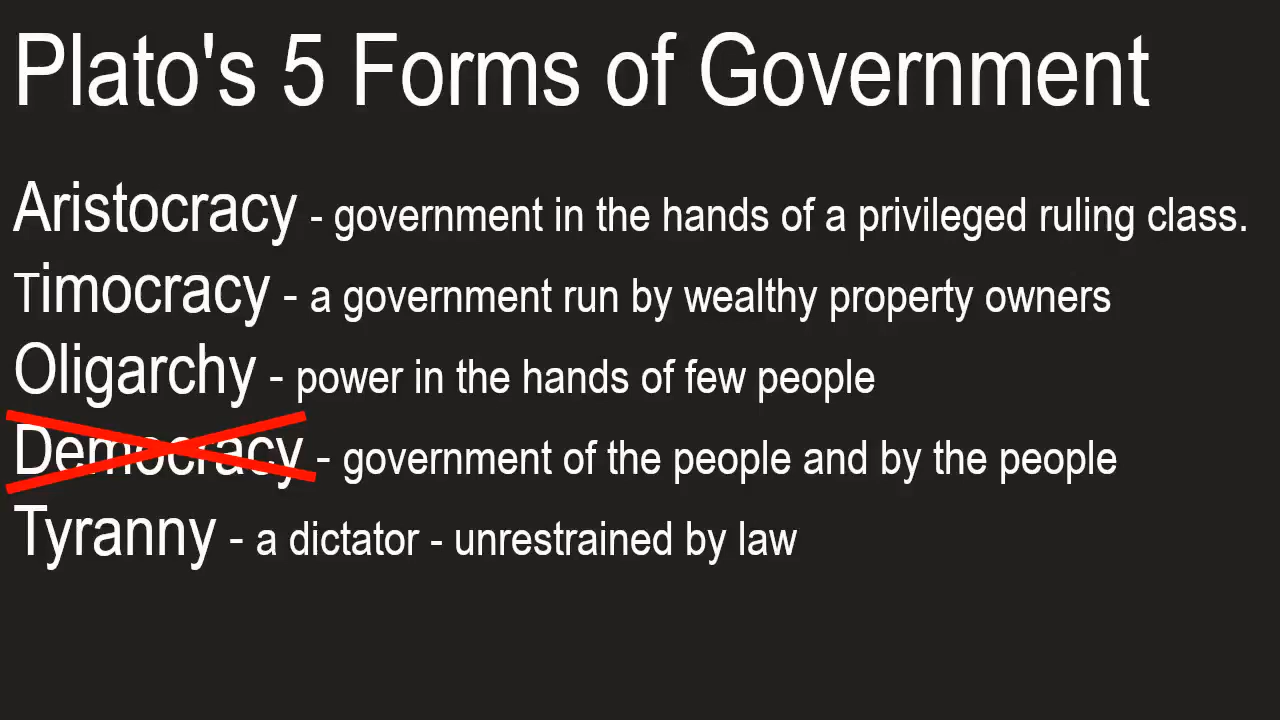 Plato's 5 Forms of Government
Aristocracy - government in the hands of a privileged ruling class.
Timocracy - a government run by wealthy property owners
Oligarchy - power in the hands of few people
Democracy - government of the people and by the people
Tyranny - a dictator - unrestrained by law